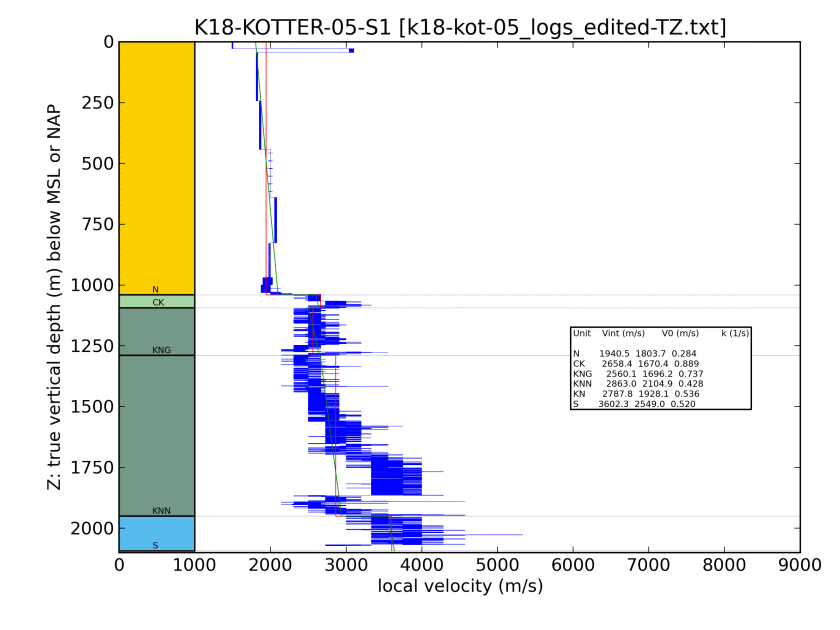 K18-KOTTER-05-S1 [k18-kot-05_logs_edited-TZ.txt]
Z: true vertical depth (m) below MSL or NAP
0
250
500
750
1000
1250
1500
1750
2000
N
CK
KNG
KNN
S
Unit Vint (m/s) V0 (m/s) k (1/s)
N 1940.5 1803.7 0.284
CK 2658.4 1670.4 0.889
KNG 2560.1 1696.2 0.737
KNN 2863.0 2104.9 0.428
KN 2787.8 1928.1 0.536
S 3602.3 2549.0 0.520
0 1000 2000 3000 4000 5000 6000 7000 8000 9000
local velocity (m/s)